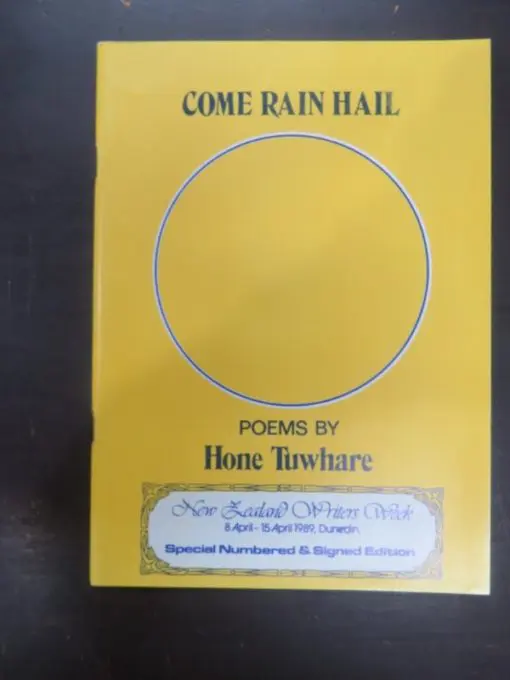 COME RAIN HAIL
POEMS BY
Hone Tuwhare
New Zealand Writers Week
8 April - 15 April 1989, Dunedin.
Special Numbered & Signed Edition